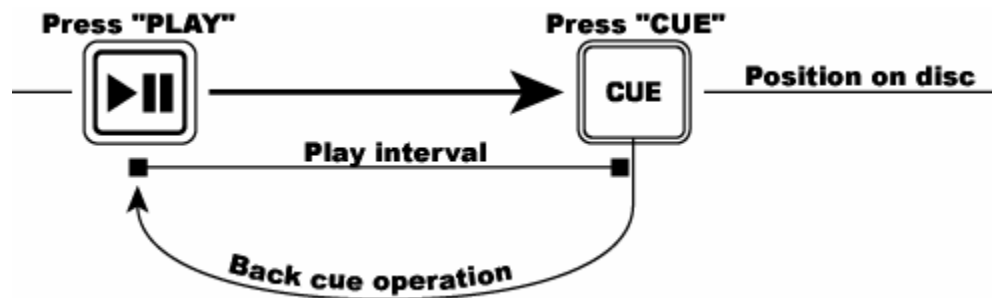 Press "PLAY"
Press "CUE"
CUE
Position on disc
Play interval
Back cue operation